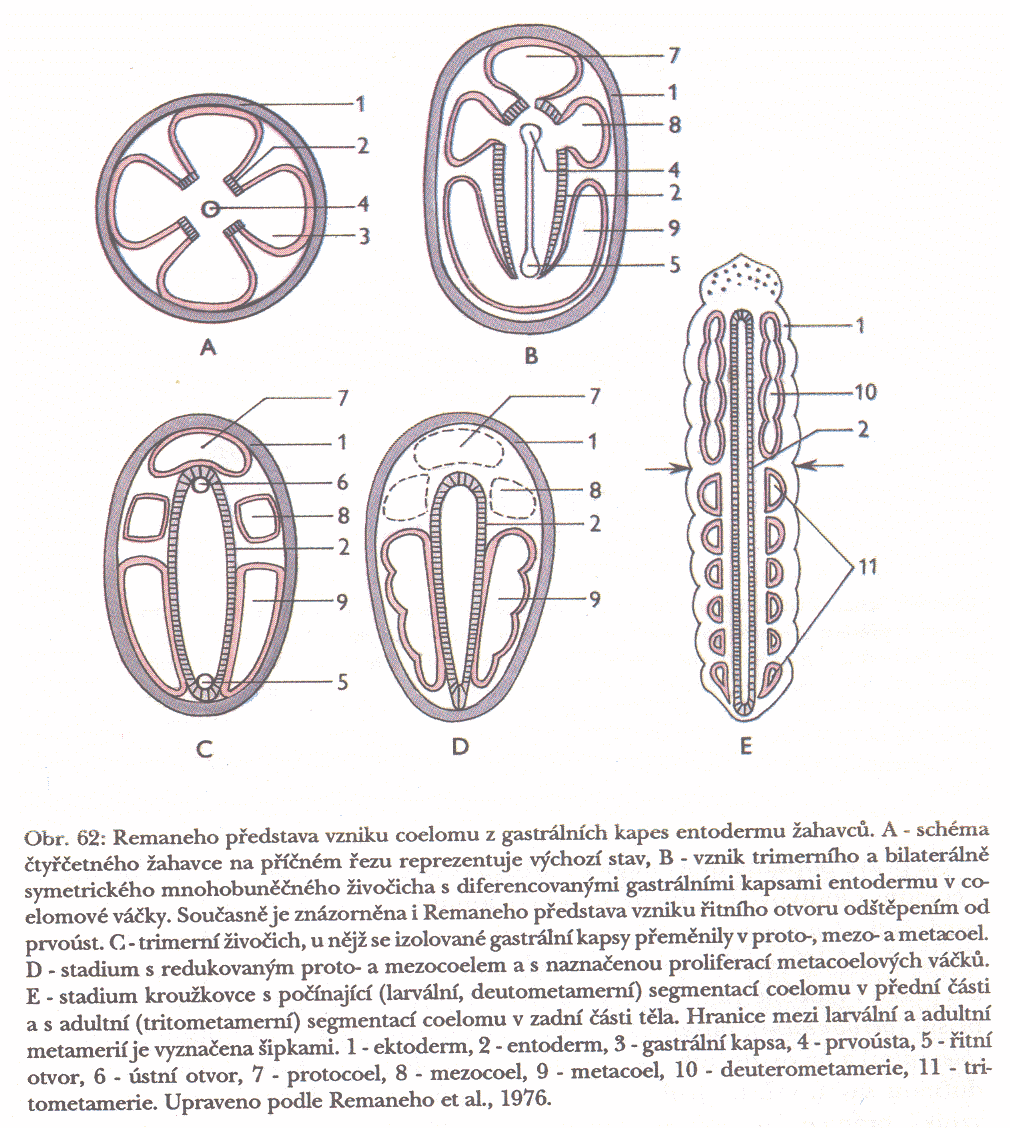 7
1
1
8
2
4
4
2
3
9
5
A
B
1
10
2
7
7
1
1
6
8
8
2
2
9
9
11
5
C
D
E
Obr. 62: Remaneho představa vzniku coelomu z gastrálních kapes entodermu žahavců. A - schéma
čtyřčetného žahavce na příčném řezu reprezentuje výchozí stav, B - vznik trimerního a bilaterálně
symetrického mnohobuněčného živočicha s diferencovanými gastrálními kapsami entodermu v co-
elomové váčky. Současně je znázorněna i Remaneho představa vzniku řitního otvoru odštěpením od
prvoúst. C - trimerní živočich, u nějž se izolované gastrální kapsy přeměnily v proto-, mezo- a metacoel.
D - stadium s redukovaným proto- a mezocoelem a s naznačenou proliferací metacoelových váčků.
E - stadium kroužkovce s počínající (larvální, deutometamerní) segmentací coelomu v přední části
a s adultní (tritometamerní) segmentací coelomu v zadní části těla. Hranice mezi larvální a adultní
metamerií je vyznačena šipkami. 1 - ektoderm, 2 - entoderm, 3 - gastrální kapsa, 4 - prvoústa, 5 - řitní
otvor, 6 - ústní otvor, 7 - protocoel, 8 - mezocoel, 9 - metacoel, 10 - deuterometamerie, 11 - tri-
tometamerie. Upraveno podle Remaneho et al., 1976.